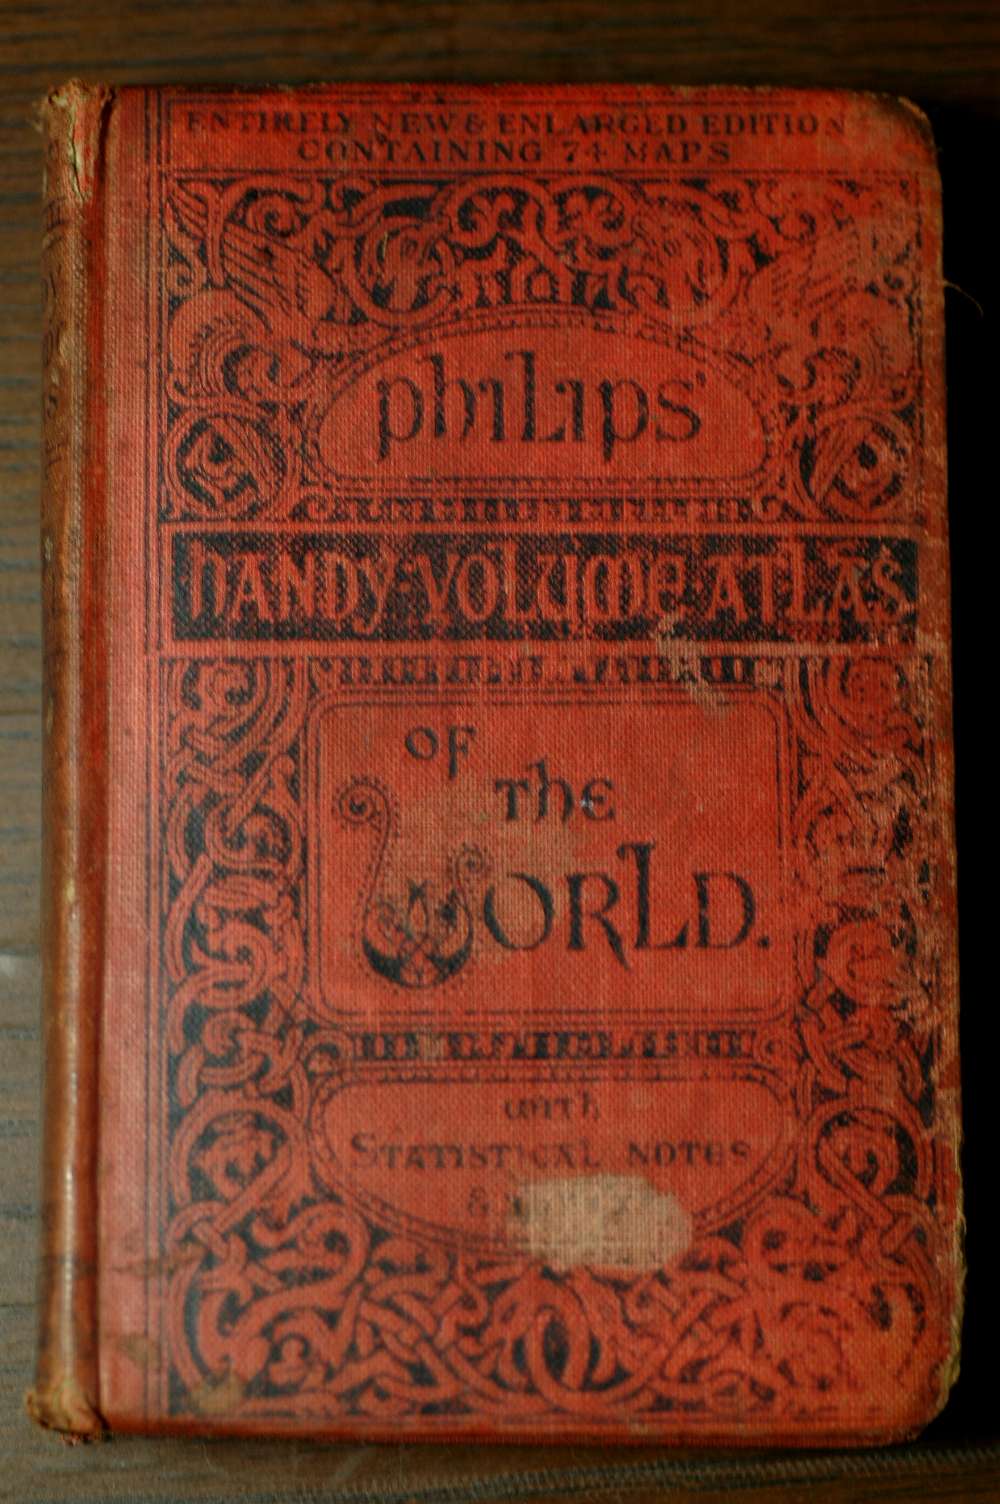 ENTIRELY NEW & ENLARGED EDITION
CONTAINING 74 MAPS
philips'
HANDY-VOLUME ATLAS
OF
THE
WORLD.
with
STATISTICAL NOTES
&